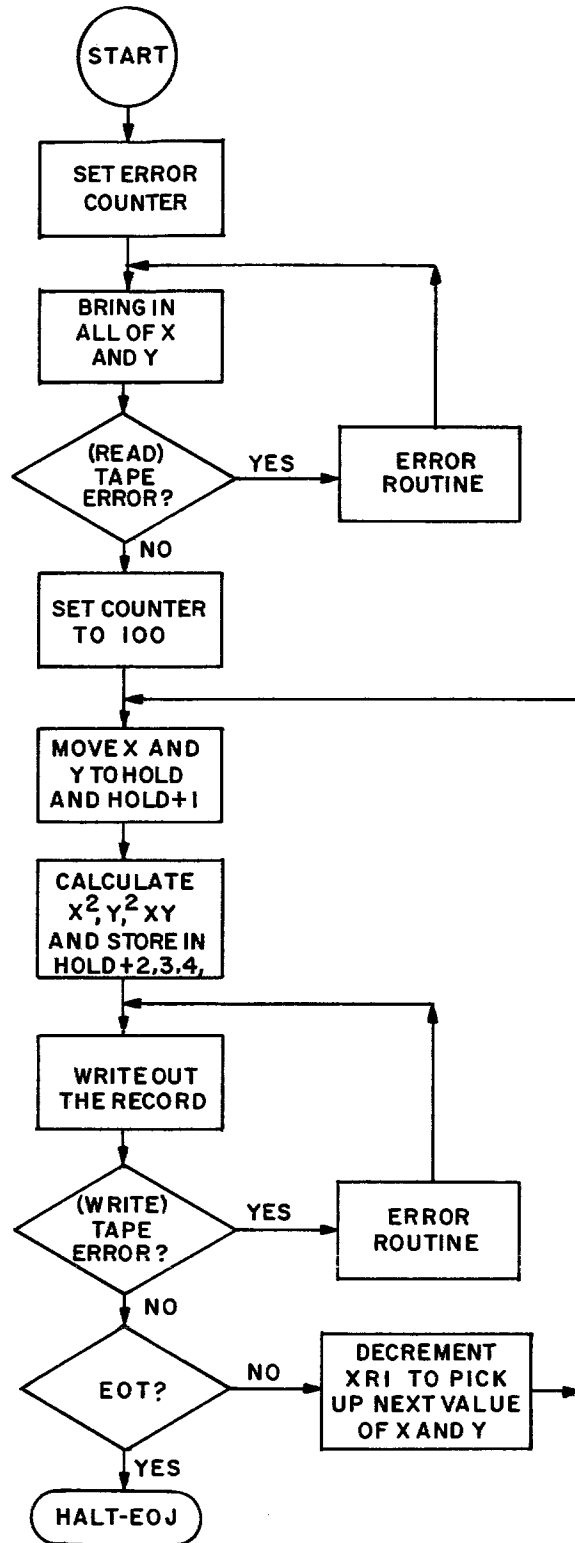 START
SET ERROR
COUNTER
BRING IN
ALL OF X
AND Y
(READ)
TAPE
ERROR?
YES
ERROR
ROUTINE
NO
SET COUNTER
TO 100
MOVE X AND
Y TO HOLD
AND HOLD+1
CALCULATE
X², Y,² XY
AND STORE IN
HOLD+2,3.4,
WRITE OUT
THE RECORD
(WRITE)
TAPE
ERROR?
YES
ERROR
ROUTINE
NO
EOT?
NO
DECREMENT
XR1 TO PICK
UP NEXT VALUE
OF X AND Y
YES
HALT-EOJ